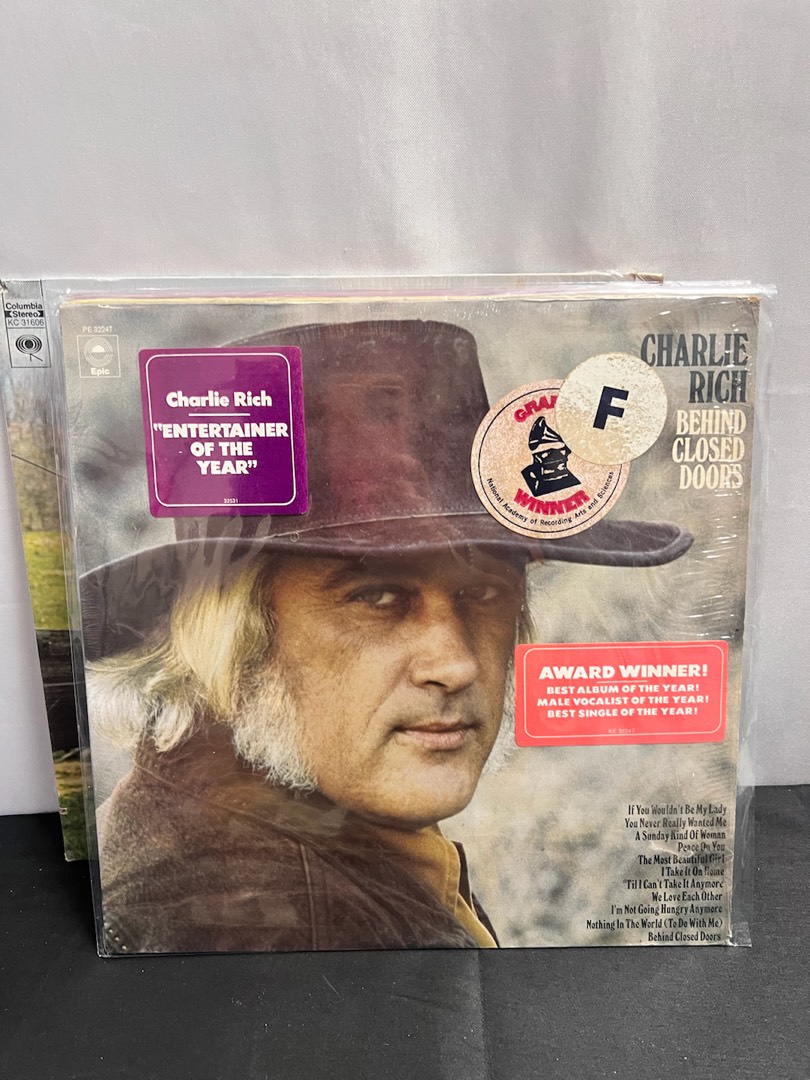 Columbia
Stereo
KC 31606
PE 32247
Epic
Charlie Rich
"ENTERTAINER
OF THE
YEAR"
32531
F
WINNER
National Academy of Recording Arts and Sciences
CHARLIE
RICH
BEHIND
CLOSED
DOORS
AWARD WINNER!
BEST ALBUM OF THE YEAR!
MALE VOCALIST OF THE YEAR!
BEST SINGLE OF THE YEAR!
If You Wouldn't Be My Lady
You Never Really Wanted Me
A Sunday Kind Of Woman
Peace On You
The Most Beautiful Girl
I Take It On Home
'Til I Can't Take It Anymore
We Love Each Other
I'm Not Going Hungry Anymore
Nothing In The World (To Do With Me)
Behind Closed Doors